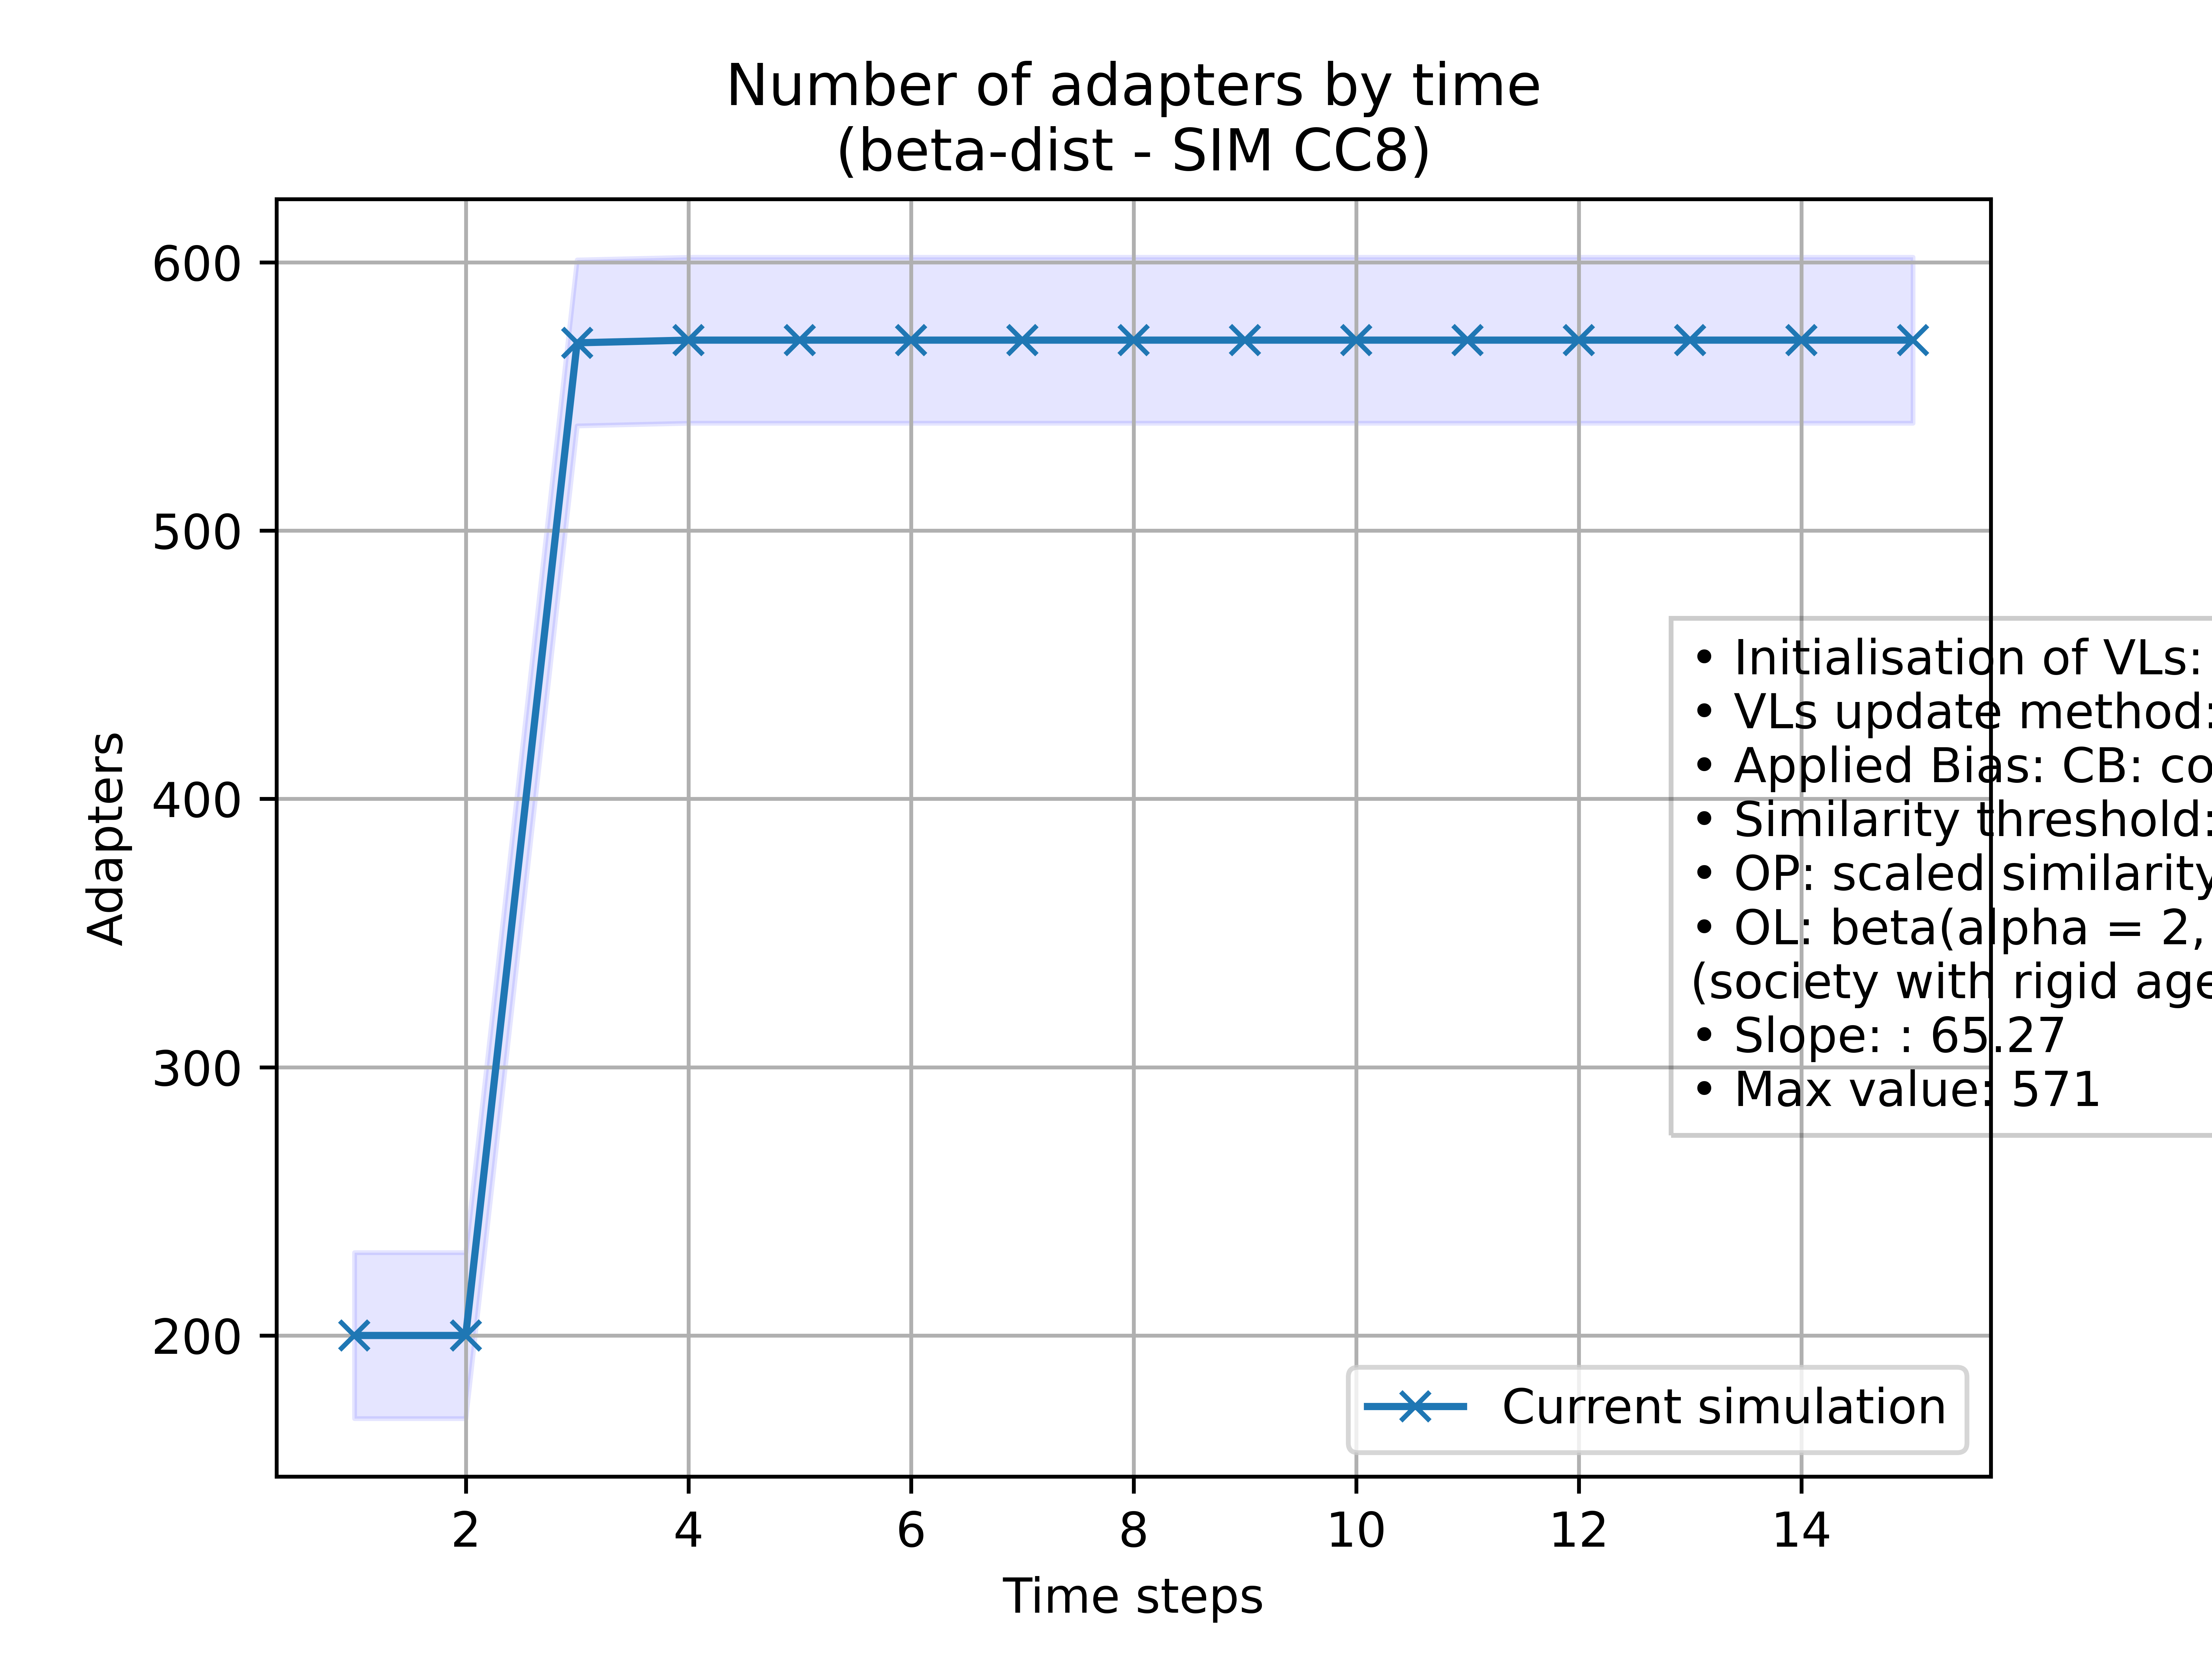 Number of adapters by time
(beta-dist - SIM CC8)
600
500
400
300
200
Adapters
• Initialisation of VLs:
• VLs update method:
• Applied Bias: CB:
• Similarity threshold:
• OP: scaled similarity
• OL: beta(alpha = 2,
(society with rigid
• Slope: : 65.27
• Max value: 571
Current simulation
2 4 6 8 10 12 14
Time steps